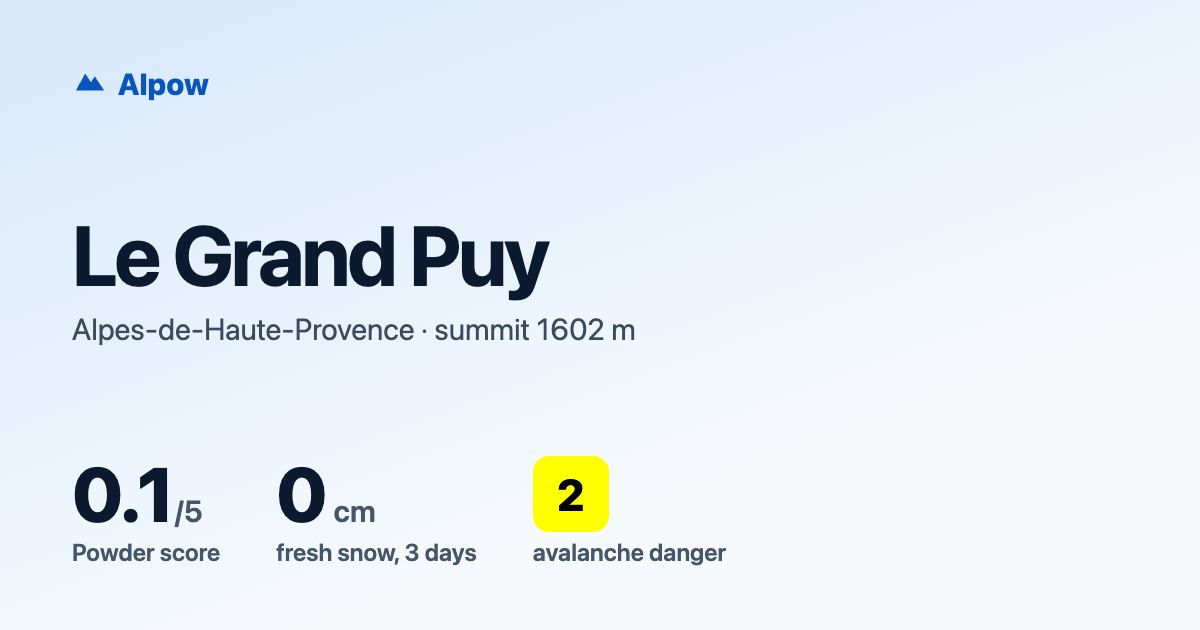 Alpow
Le Grand Puy
Alpes-de-Haute-Provence · summit 1602 m
0.1/5
Powder score
0 cm
fresh snow, 3 days
2
avalanche danger